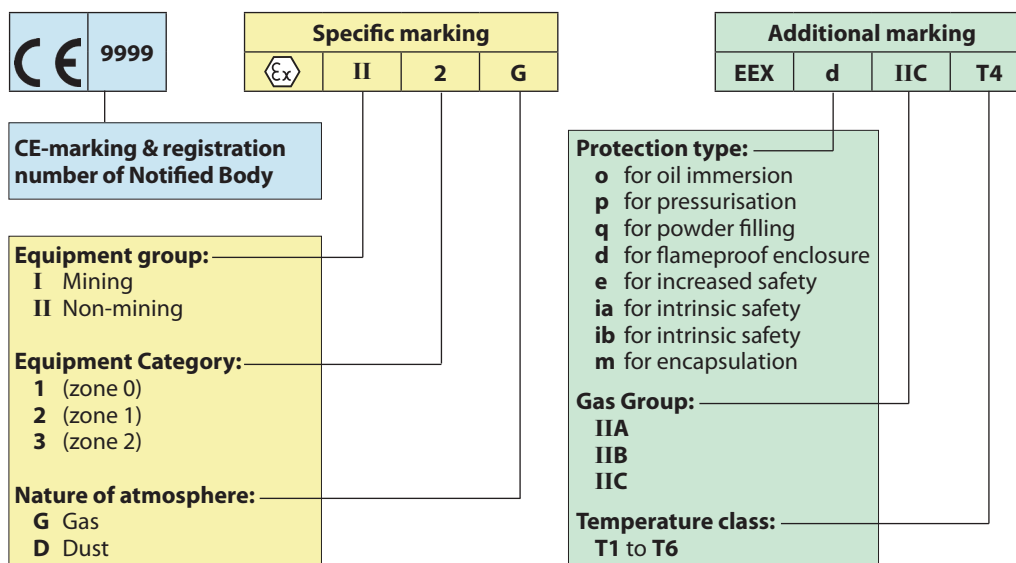 CE 9999
Specific marking
Ex II 2 G
Additional marking
EEX d IIC T4
CE-marking & registration
number of Notified Body
Equipment group:
I Mining
II Non-mining
Equipment Category:
1 (zone 0)
2 (zone 1)
3 (zone 2)
Nature of atmosphere:
G Gas
D Dust
Protection type:
o for oil immersion
p for pressurisation
q for powder filling
d for flameproof enclosure
e for increased safety
ia for intrinsic safety
ib for intrinsic safety
m for encapsulation
Gas Group:
IIA
IIB
IIC
Temperature class:
T1 to T6